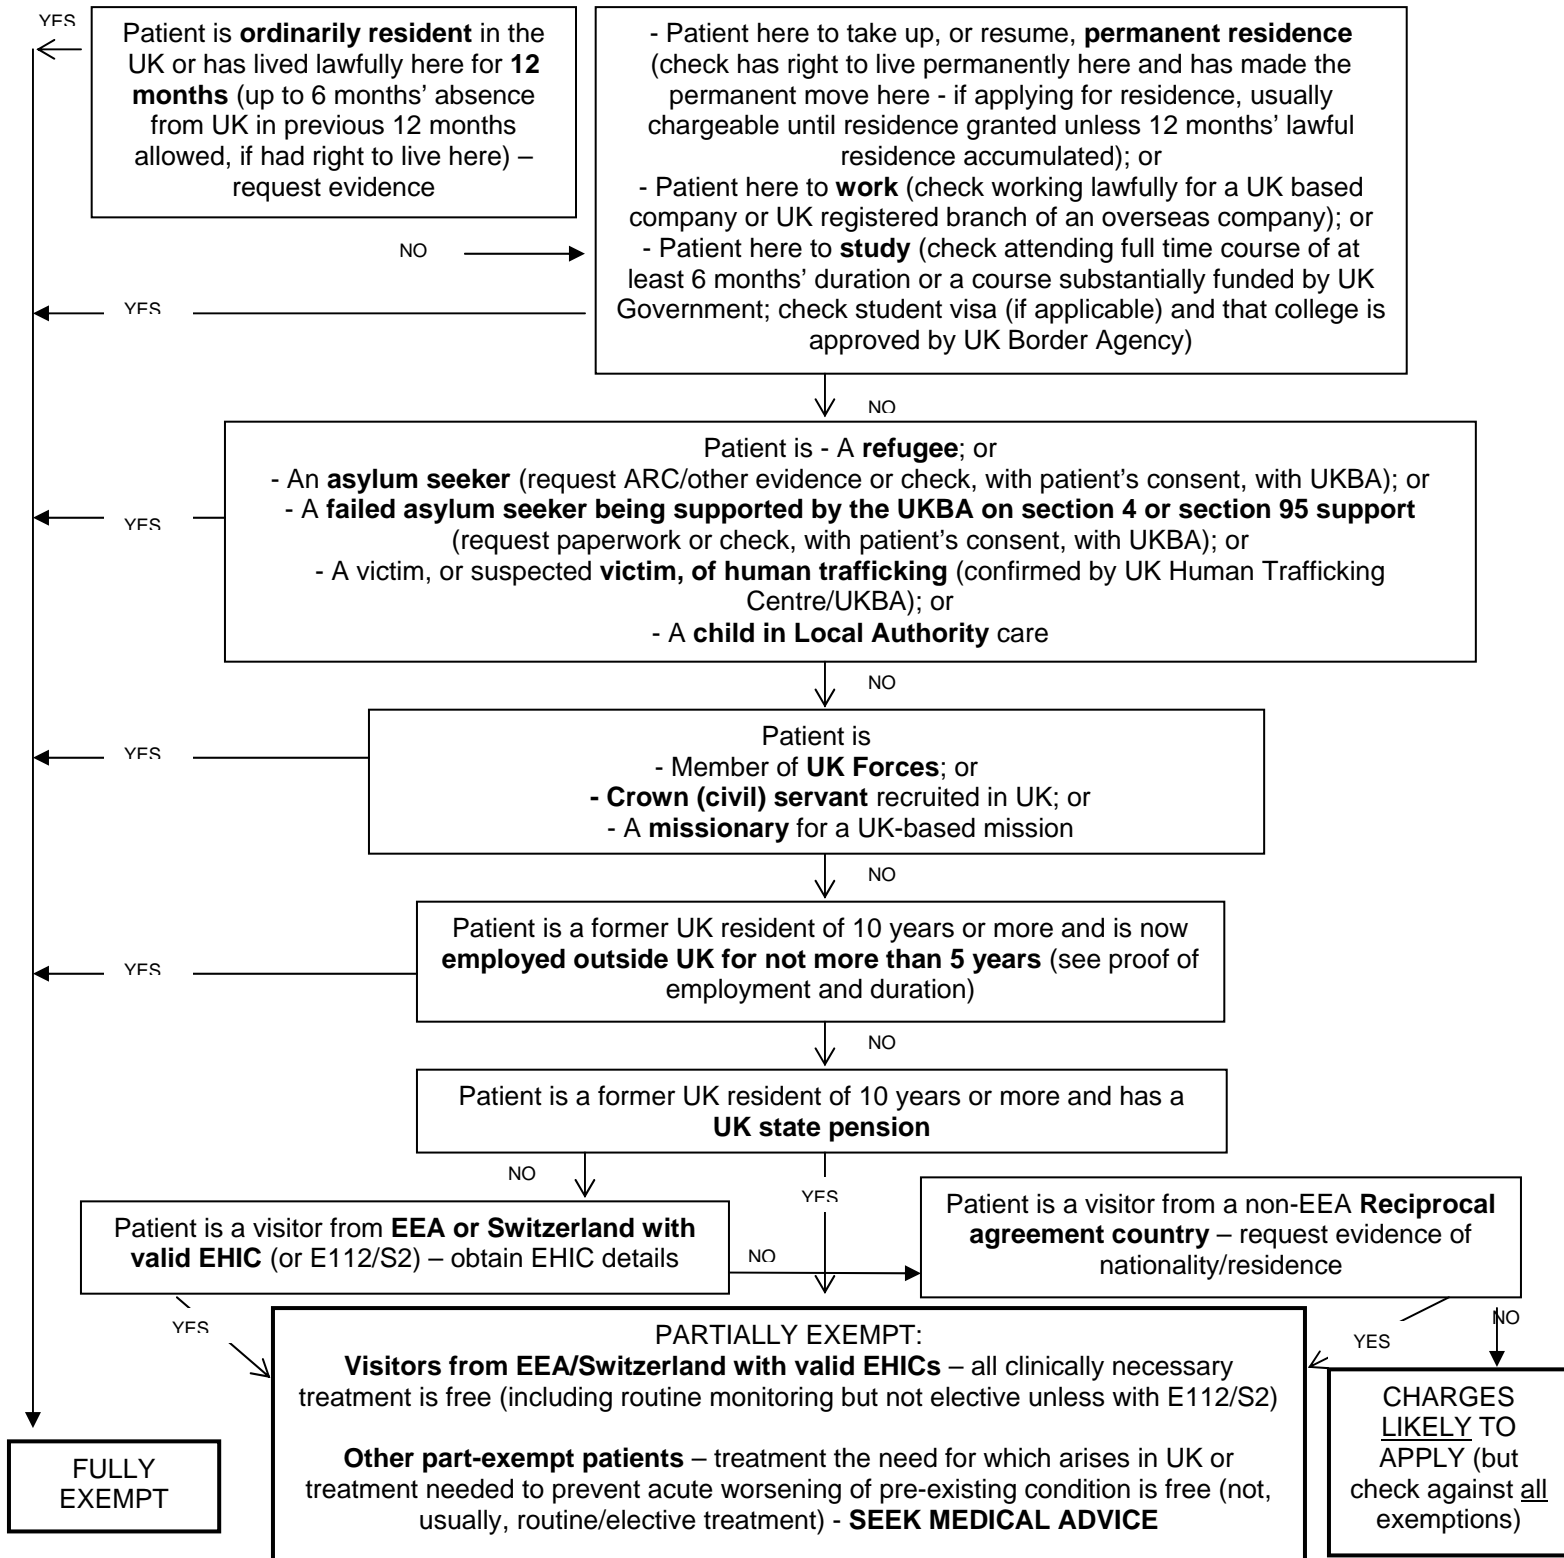 YES
Patient is ordinarily resident in the
UK or has lived lawfully here for 12
months (up to 6 months’ absence
from UK in previous 12 months
allowed, if had right to live here) –
request evidence
- Patient here to take up, or resume, permanent residence
(check has right to live permanently here and has made the
permanent move here - if applying for residence, usually
chargeable until residence granted unless 12 months’ lawful
residence accumulated); or
- Patient here to work (check working lawfully for a UK based
company or UK registered branch of an overseas company); or
- Patient here to study (check attending full time course of at
least 6 months’ duration or a course substantially funded by UK
Government; check student visa (if applicable) and that college is
approved by UK Border Agency)
NO
YES
NO
Patient is - A refugee; or
- An asylum seeker (request ARC/other evidence or check, with patient’s consent, with UKBA); or
- A failed asylum seeker being supported by the UKBA on section 4 or section 95 support
(request paperwork or check, with patient’s consent, with UKBA); or
- A victim, or suspected victim, of human trafficking (confirmed by UK Human Trafficking
Centre/UKBA); or
- A child in Local Authority care
YES
NO
Patient is
- Member of UK Forces; or
- Crown (civil) servant recruited in UK; or
- A missionary for a UK-based mission
YES
NO
Patient is a former UK resident of 10 years or more and is now
employed outside UK for not more than 5 years (see proof of
employment and duration)
YES
NO
Patient is a former UK resident of 10 years or more and has a
UK state pension
NO
YES
Patient is a visitor from EEA or Switzerland with
valid EHIC (or E112/S2) – obtain EHIC details
NO
Patient is a visitor from a non-EEA Reciprocal
agreement country – request evidence of
nationality/residence
YES
YES
NO
PARTIALLY EXEMPT:
Visitors from EEA/Switzerland with valid EHICs – all clinically necessary
treatment is free (including routine monitoring but not elective unless with E112/S2)
Other part-exempt patients – treatment the need for which arises in UK or
treatment needed to prevent acute worsening of pre-existing condition is free (not,
usually, routine/elective treatment) - SEEK MEDICAL ADVICE
FULLY
EXEMPT
CHARGES
LIKELY TO
APPLY (but
check against all
exemptions)